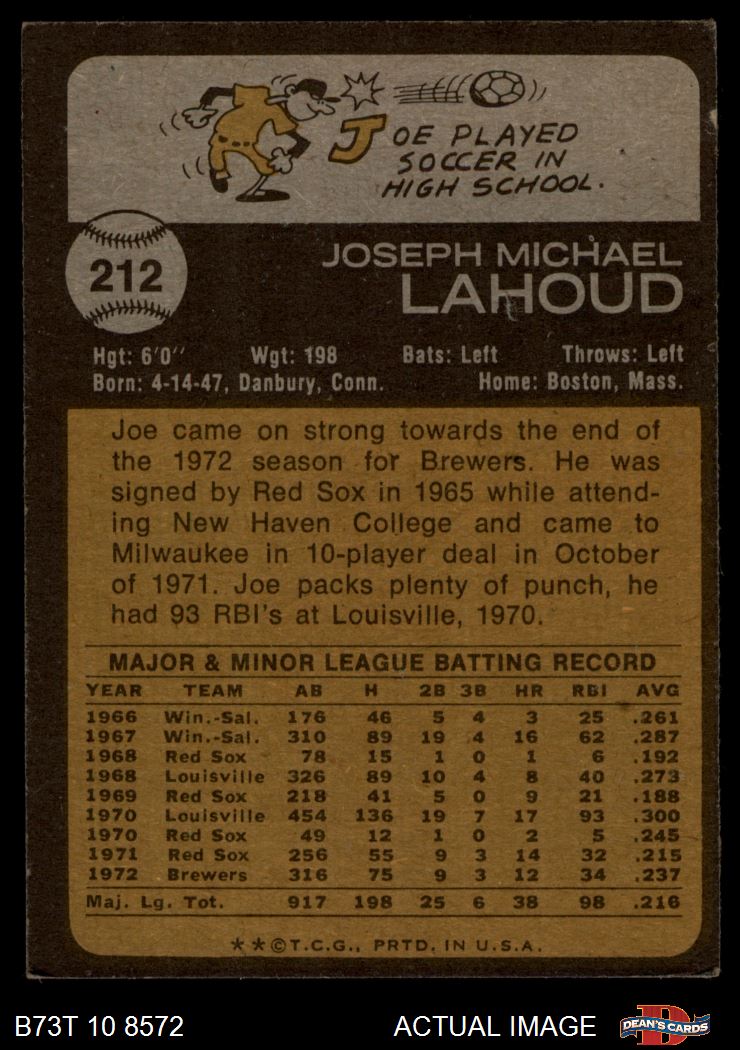 JOE PLAYED
SOCCER IN
HIGH SCHOOL.
212
JOSEPH MICHAEL
LAHOUD
Hgt: 6'0" Wgt: 198 Bats: Left Throws: Left
Born: 4-14-47, Danbury, Conn. Home: Boston, Mass.
Joe came on strong towards the end of
the 1972 season for Brewers. He was
signed by Red Sox in 1965 while attend-
ing New Haven College and came to
Milwaukee in 10-player deal in October
of 1971. Joe packs plenty of punch, he
had 93 RBI's at Louisville, 1970.
MAJOR & MINOR LEAGUE BATTING RECORD
YEAR TEAM AB H 2B 3B HR RBI AVG
1966 Win.-Sal. 176 46 5 4 3 25 .261
1967 Win.-Sal. 310 89 19 4 16 62 .287
1968 Red Sox 78 15 1 0 1 6 .192
1968 Louisville 326 89 10 4 8 40 .273
1969 Red Sox 218 41 5 0 9 21 .188
1970 Louisville 454 136 19 7 17 93 .300
1970 Red Sox 49 12 1 0 2 5 .245
1971 Red Sox 256 55 9 3 14 32 .215
1972 Brewers 316 75 9 3 12 34 .237
Maj. Lg. Tot. 917 198 25 6 38 98 .216
**©T.C.G., PRTD. IN U.S.A.
B73T 10 8572 ACTUAL IMAGE D DEAN'S CARDS